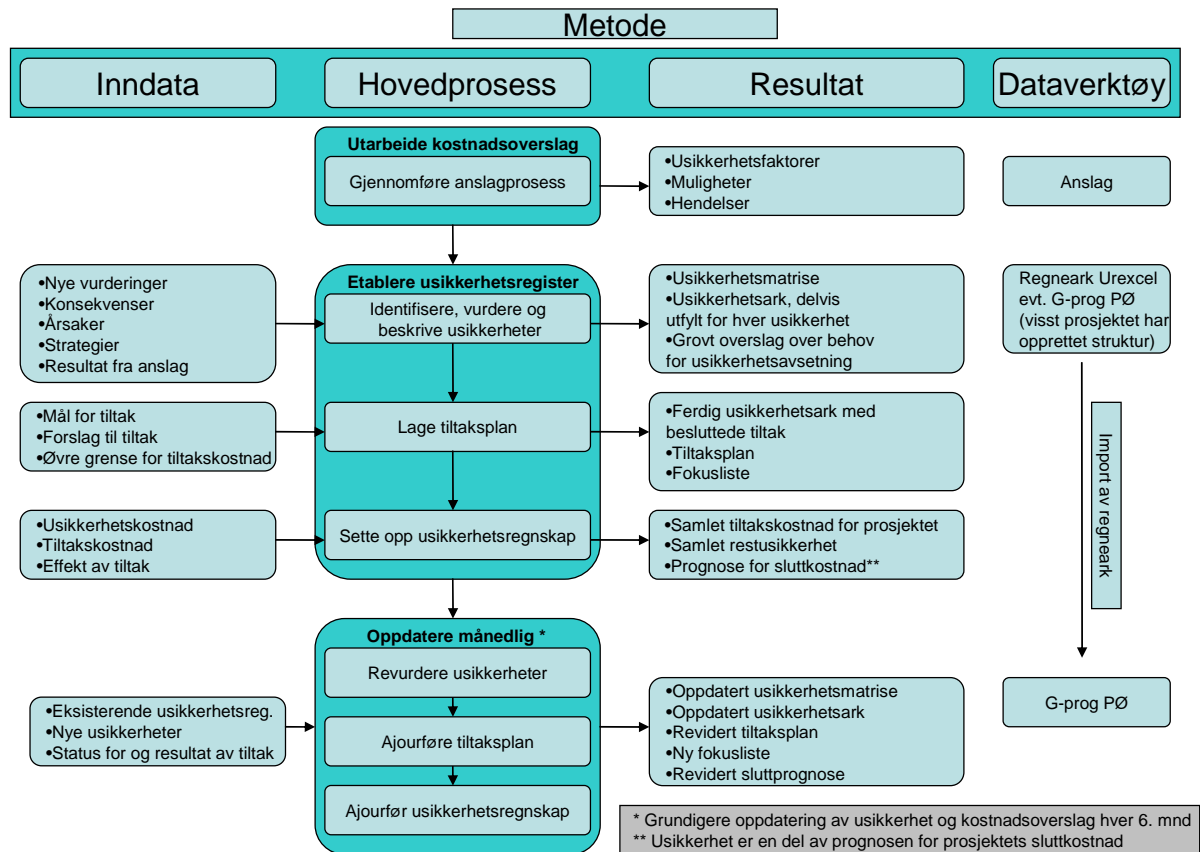 Metode
Inndata
Hovedprosess
Resultat
Dataverktøy
Utarbeide kostnadsoverslag
Gjennomføre anslagprosess
•Usikkerhetsfaktorer
•Muligheter
•Hendelser
Anslag
•Nye vurderinger
•Konsekvenser
•Årsaker
•Strategier
•Resultat fra anslag
Etablere usikkerhetsregister
Identifisere, vurdere og
beskrive usikkerheter
•Usikkerhetsmatrise
•Usikkerhetsark, delvis
utfylt for hver usikkerhet
•Grovt overslag over behov
for usikkerhetsavsetning
Regneark Urexcel
evt. G-prog PØ
(visst prosjektet har
opprettet struktur)
•Mål for tiltak
•Forslag til tiltak
•Øvre grense for tiltakskostnad
Lage tiltaksplan
•Ferdig usikkerhetsark med
besluttede tiltak
•Tiltaksplan
•Fokusliste
Import av regneark
•Usikkerhetskostnad
•Tiltakskostnad
•Effekt av tiltak
Sette opp usikkerhetsregnskap
•Samlet tiltakskostnad for prosjektet
•Samlet restusikkerhet
•Prognose for sluttkostnad**
Oppdatere månedlig *
Revurdere usikkerheter
•Eksisterende usikkerhetsreg.
•Nye usikkerheter
•Status for og resultat av tiltak
Ajourføre tiltaksplan
Ajourfør usikkerhetsregnskap
•Oppdatert usikkerhetsmatrise
•Oppdatert usikkerhetsark
•Revidert tiltaksplan
•Ny fokusliste
•Revidert sluttprognose
G-prog PØ
* Grundigere oppdatering av usikkerhet og kostnadsoverslag hver 6. mnd
** Usikkerhet er en del av prognosen for prosjektets sluttkostnad